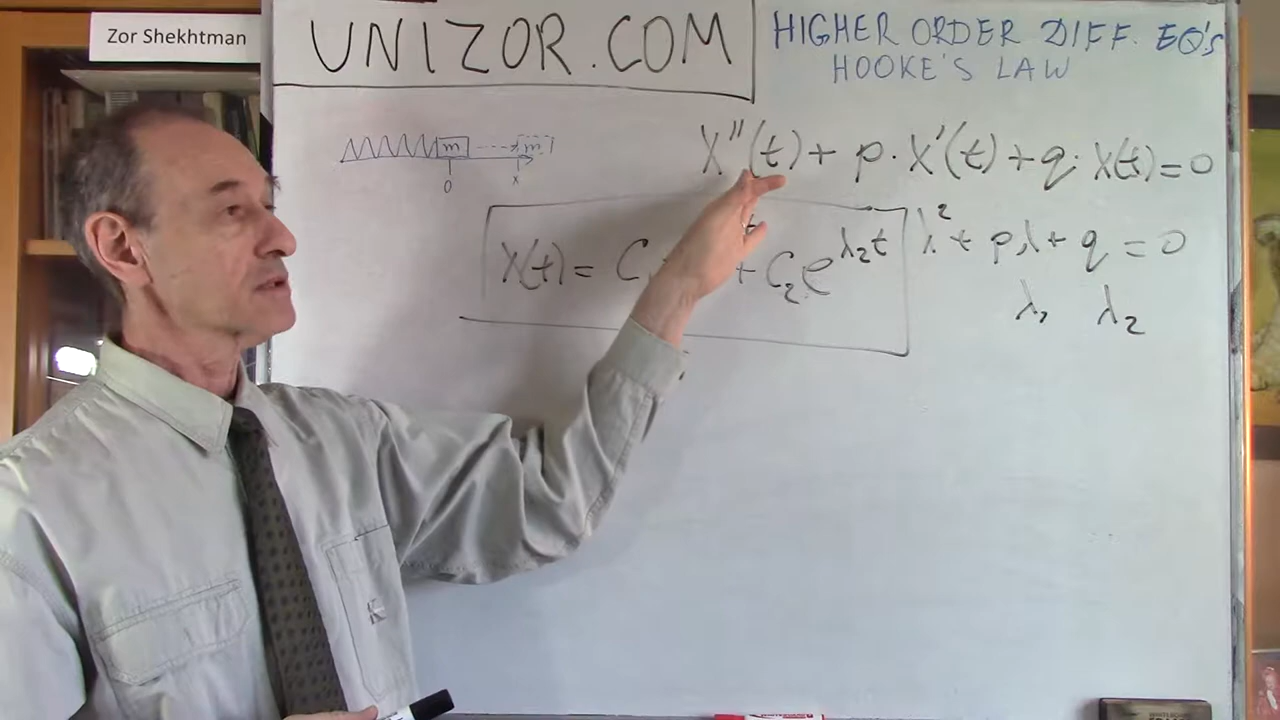 Zor Shekhtman
UNIZOR.COM
HIGHER ORDER DIFF. EQ's
HOOKE'S LAW
m m
0 x
X''(t) + p · X'(t) + q · X(t) = 0
X(t) = C + C₂e^λ₂t
λ² + pλ + q = 0
λ₁ λ₂